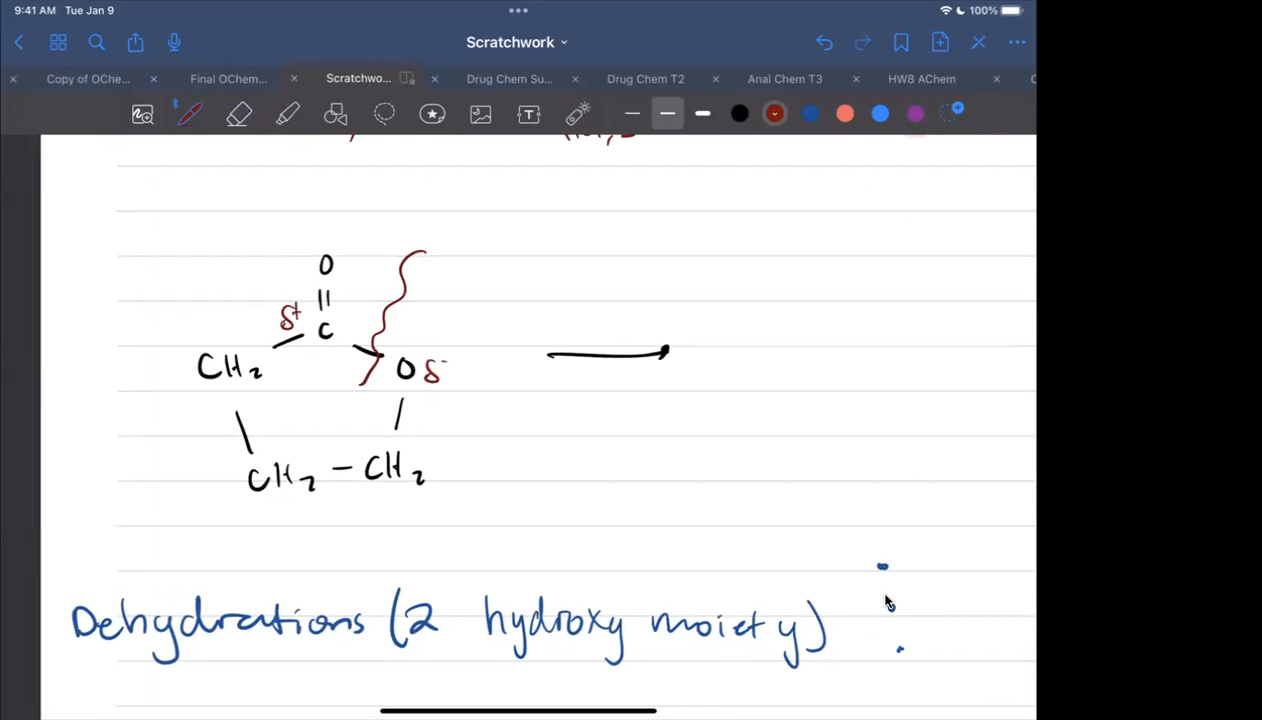 9:41 AM Tue Jan 9
100%
Scratchwork
Copy of OChe...
Final OChem...
Scratchwo...
Drug Chem Su...
Drug Chem T2
Anal Chem T3
HW8 AChem
O
δ+
C
CH2
O δ-
CH2 - CH2
Dehydrations (2 hydroxy moiety)